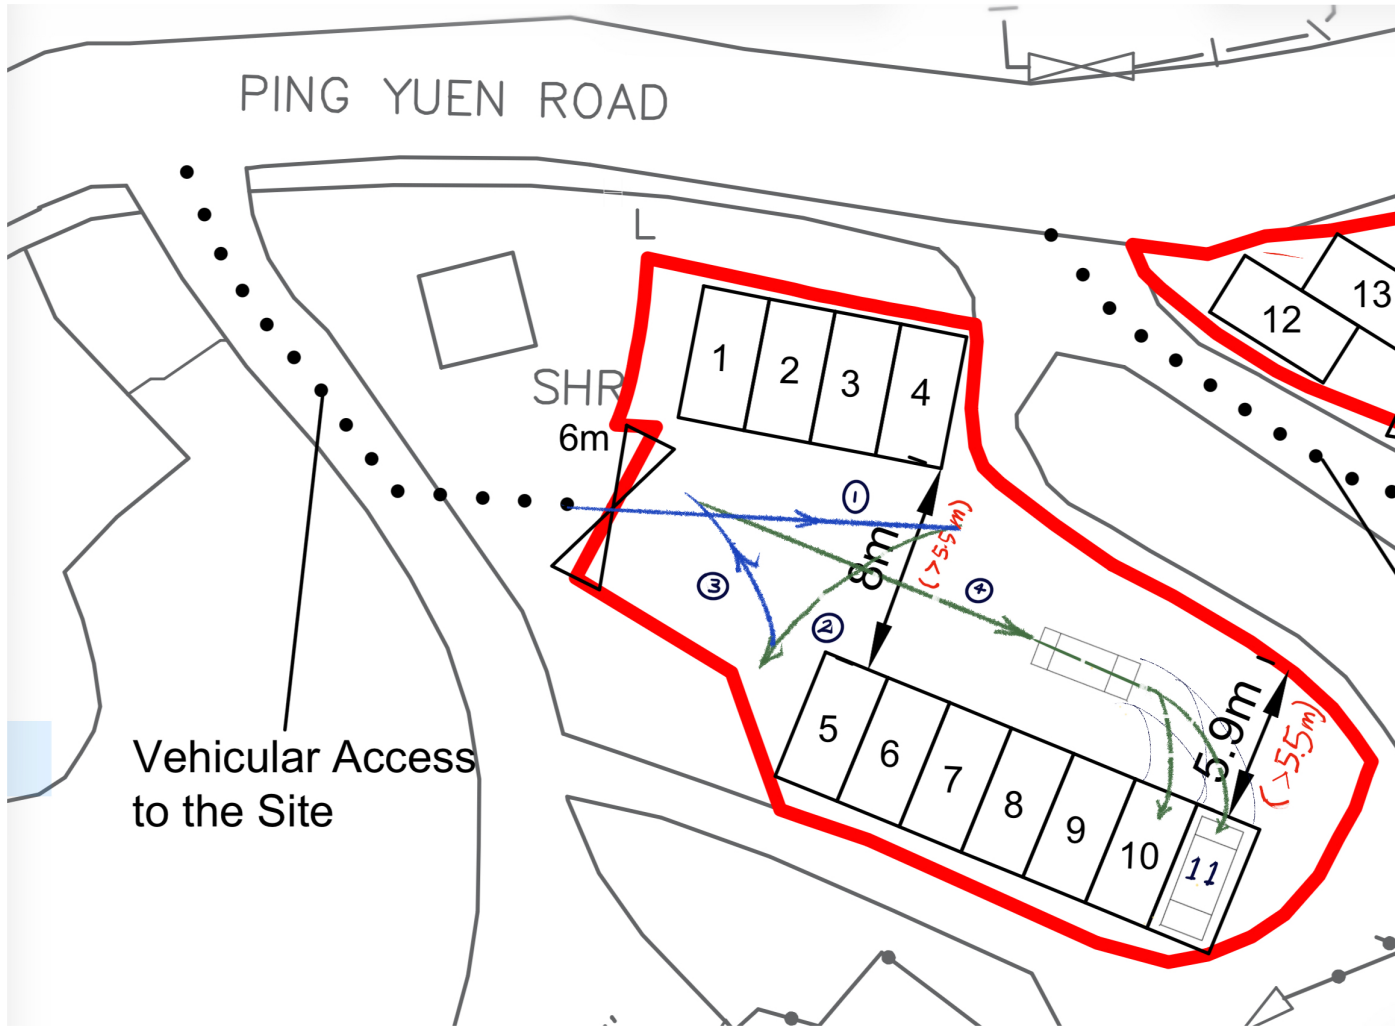 PING YUEN ROAD
L
13
12
1
2
3
4
SHR
6m
①
8m
(>5.5m)
③
④
②
5.9m
(>5.5m)
5
6
7
8
9
10
11
Vehicular Access
to the Site